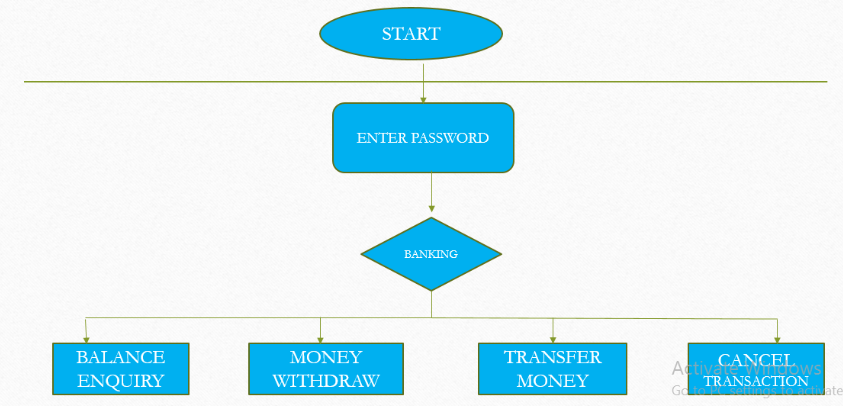 START
ENTER PASSWORD
BANKING
BALANCE
ENQUIRY
MONEY
WITHDRAW
TRANSFER
MONEY
CANCEL
TRANSACTION
Activate Windows
Go to PC settings to activate